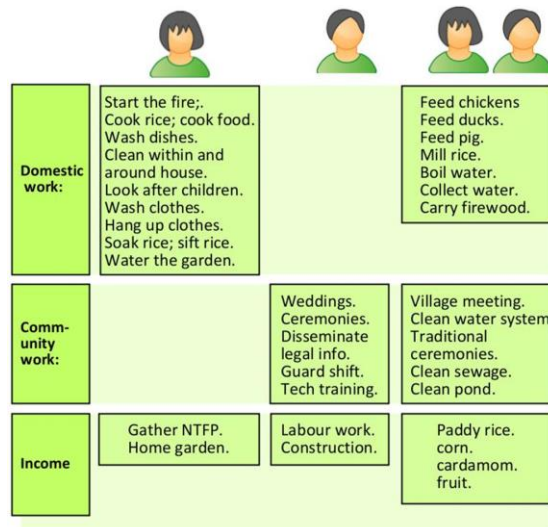 Domestic
work:
Start the fire;.
Cook rice; cook food.
Wash dishes.
Clean within and
around house.
Look after children.
Wash clothes.
Hang up clothes.
Soak rice; sift rice.
Water the garden.
Feed chickens
Feed ducks.
Feed pig.
Mill rice.
Boil water.
Collect water.
Carry firewood.
Comm-
unity
work:
Weddings.
Ceremonies.
Disseminate
legal info.
Guard shift.
Tech training.
Village meeting.
Clean water system
Traditional
ceremonies.
Clean sewage.
Clean pond.
Income
Gather NTFP.
Home garden.
Labour work.
Construction.
Paddy rice.
corn.
cardamom.
fruit.